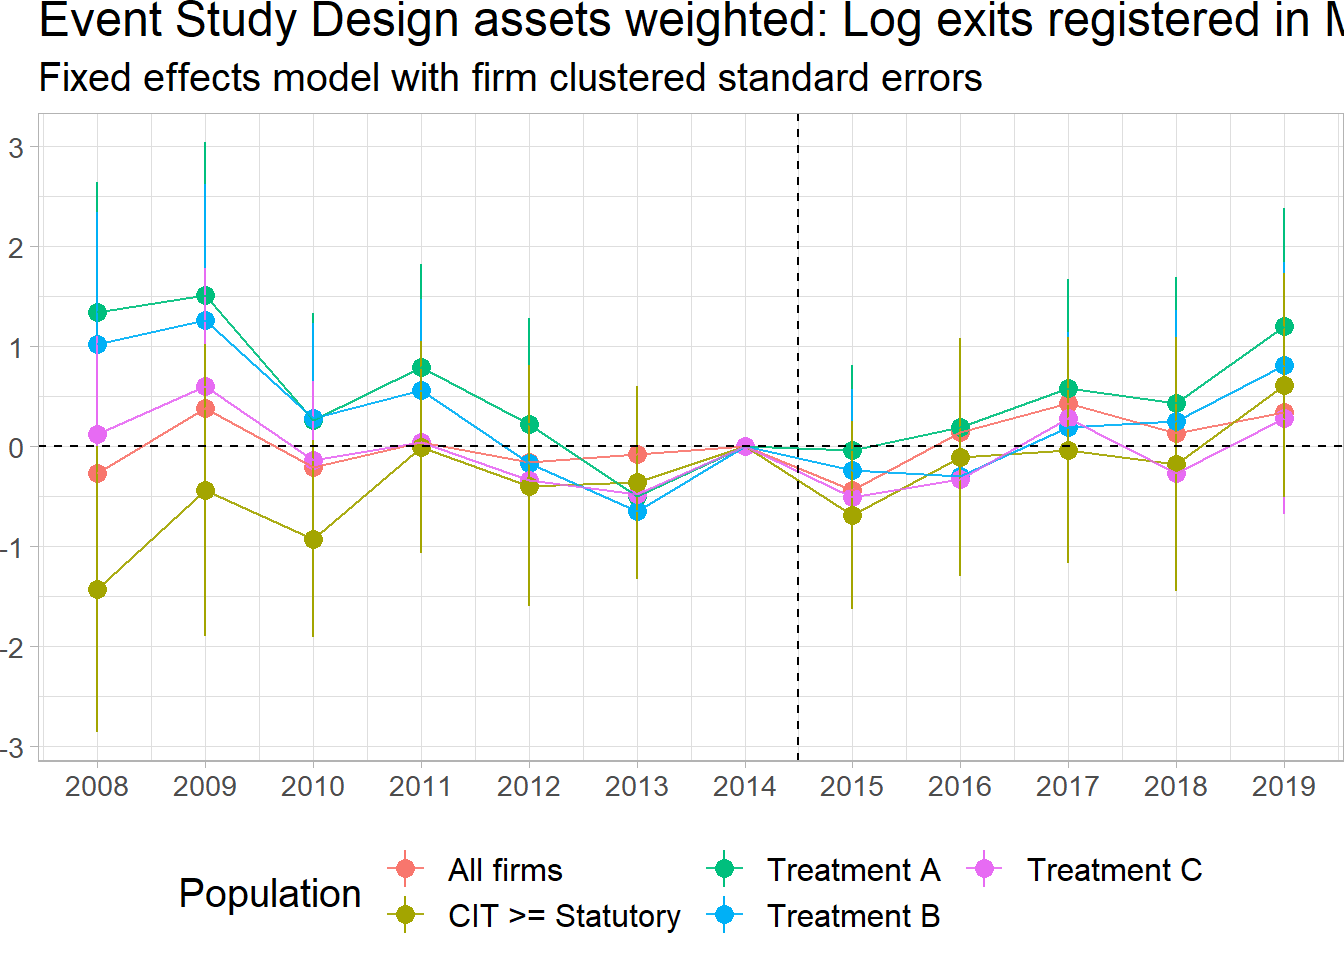 Event Study Design assets weighted: Log exits registered in M
Fixed effects model with firm clustered standard errors
3
2
1
0
-1
-2
-3
2008 2009 2010 2011 2012 2013 2014 2015 2016 2017 2018 2019
Population
All firms
Treatment A
Treatment C
CIT >= Statutory
Treatment B